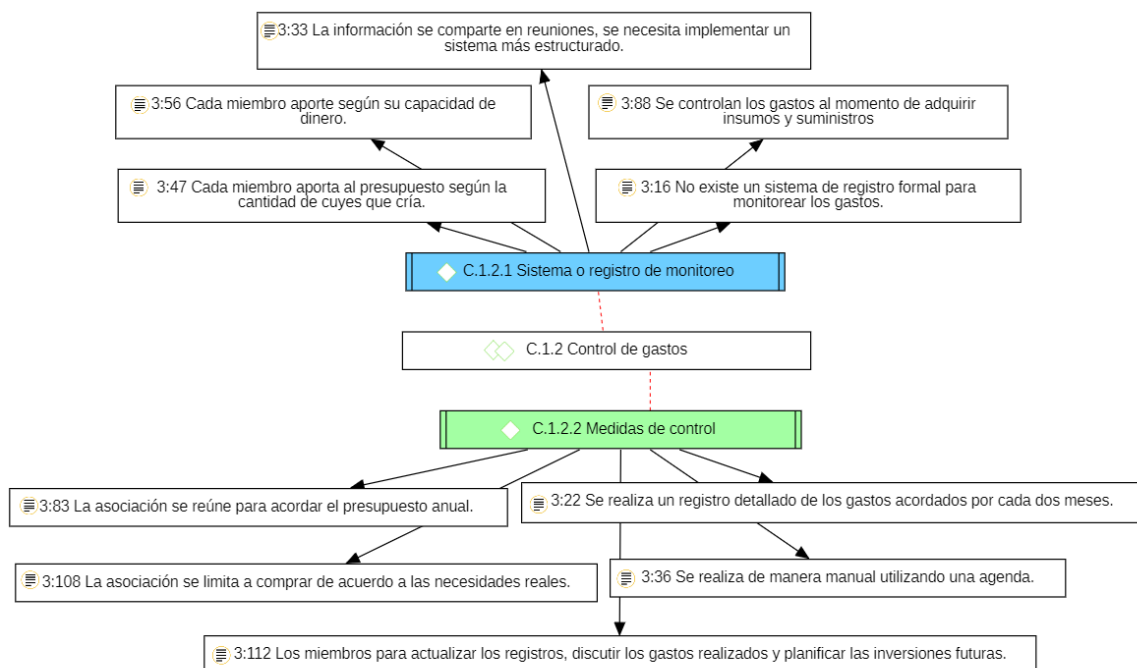 3:33 La información se comparte en reuniones, se necesita implementar un
sistema más estructurado.
3:56 Cada miembro aporte según su capacidad de
dinero.
3:88 Se controlan los gastos al momento de adquirir
insumos y suministros
3:47 Cada miembro aporta al presupuesto según la
cantidad de cuyes que cría.
3:16 No existe un sistema de registro formal para
monitorear los gastos.
C.1.2.1 Sistema o registro de monitoreo
C.1.2 Control de gastos
C.1.2.2 Medidas de control
3:83 La asociación se reúne para acordar el presupuesto anual.
3:22 Se realiza un registro detallado de los gastos acordados por cada dos meses.
3:108 La asociación se limita a comprar de acuerdo a las necesidades reales.
3:36 Se realiza de manera manual utilizando una agenda.
3:112 Los miembros para actualizar los registros, discutir los gastos realizados y planificar las inversiones futuras.